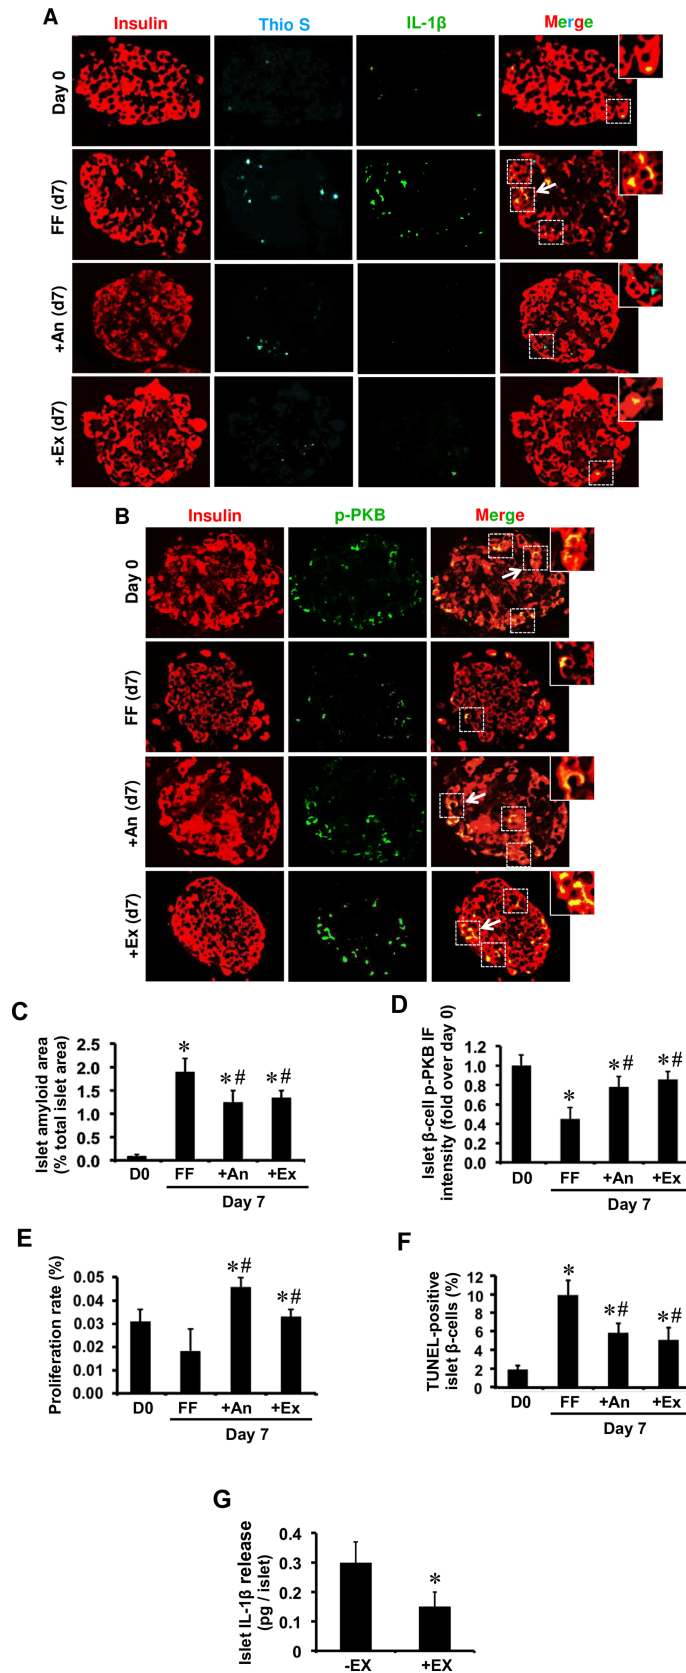 A
Insulin Thio S IL-1β Merge
Day 0
FF (d7)
+An (d7)
+Ex (d7)
B
Insulin p-PKB Merge
Day 0
FF (d7)
+An (d7)
+Ex (d7)
C
Islet amyloid area
(% total islet area)
2.5
2.0
1.5
1.0
0.5
0.0
*
*#
*#
D0 FF +An +Ex
Day 7
D
Islet β-cell p-PKB IF
intensity (fold over day 0)
1.2
1.0
0.8
0.6
0.4
0.2
0.0
*
*#
*#
D0 FF +An +Ex
Day 7
E
Proliferation rate (%)
0.05
0.04
0.03
0.02
0.01
0.00
*#
*#
D0 FF +An +Ex
Day 7
F
TUNEL-positive
islet β-cells (%)
12
10
8
6
4
2
0
*
*#
*#
D0 FF +An +Ex
Day 7
G
Islet IL-1β release
(pg / islet)
0.4
0.3
0.2
0.1
0
*
-EX +EX